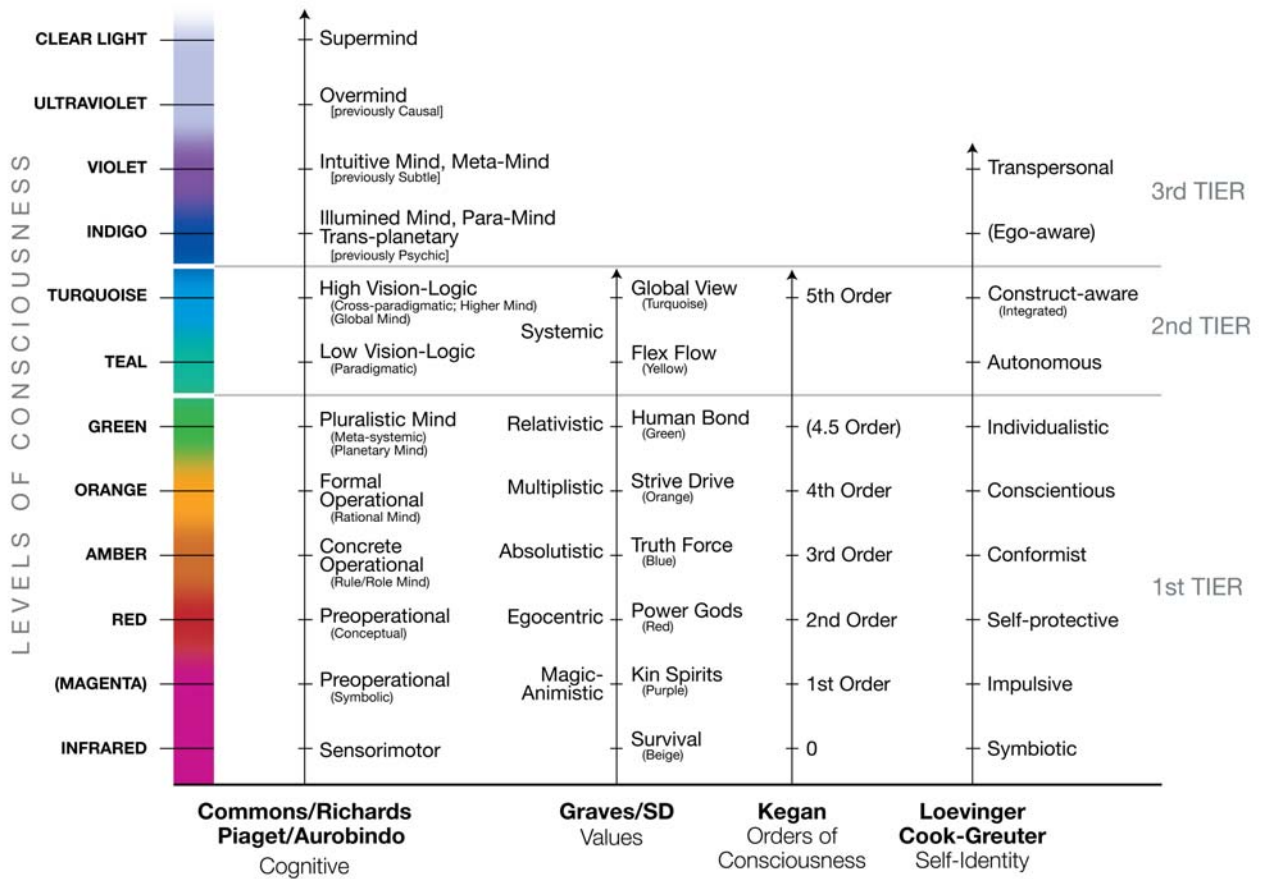 LEVELS OF CONSCIOUSNESS
CLEAR LIGHT
ULTRAVIOLET
VIOLET
INDIGO
TURQUOISE
TEAL
GREEN
ORANGE
AMBER
RED
(MAGENTA)
INFRARED
Supermind
Overmind
[previously Causal]
Intuitive Mind, Meta-Mind
[previously Subtle]
Illumined Mind, Para-Mind
Trans-planetary
[previously Psychic]
High Vision-Logic
(Cross-paradigmatic; Higher Mind)
(Global Mind)
Low Vision-Logic
(Paradigmatic)
Pluralistic Mind
(Meta-systemic)
(Planetary Mind)
Formal
Operational
(Rational Mind)
Concrete
Operational
(Rule/Role Mind)
Preoperational
(Conceptual)
Preoperational
(Symbolic)
Sensorimotor
Commons/Richards
Piaget/Aurobindo
Cognitive
Systemic
Relativistic
Multiplistic
Absolutistic
Egocentric
Magic-
Animistic
Global View
(Turquoise)
Flex Flow
(Yellow)
Human Bond
(Green)
Strive Drive
(Orange)
Truth Force
(Blue)
Power Gods
(Red)
Kin Spirits
(Purple)
Survival
(Beige)
Graves/SD
Values
5th Order
(4.5 Order)
4th Order
3rd Order
2nd Order
1st Order
0
Kegan
Orders of
Consciousness
Transpersonal
(Ego-aware)
Construct-aware
(Integrated)
Autonomous
Individualistic
Conscientious
Conformist
Self-protective
Impulsive
Symbiotic
Loevinger
Cook-Greuter
Self-Identity
3rd TIER
2nd TIER
1st TIER